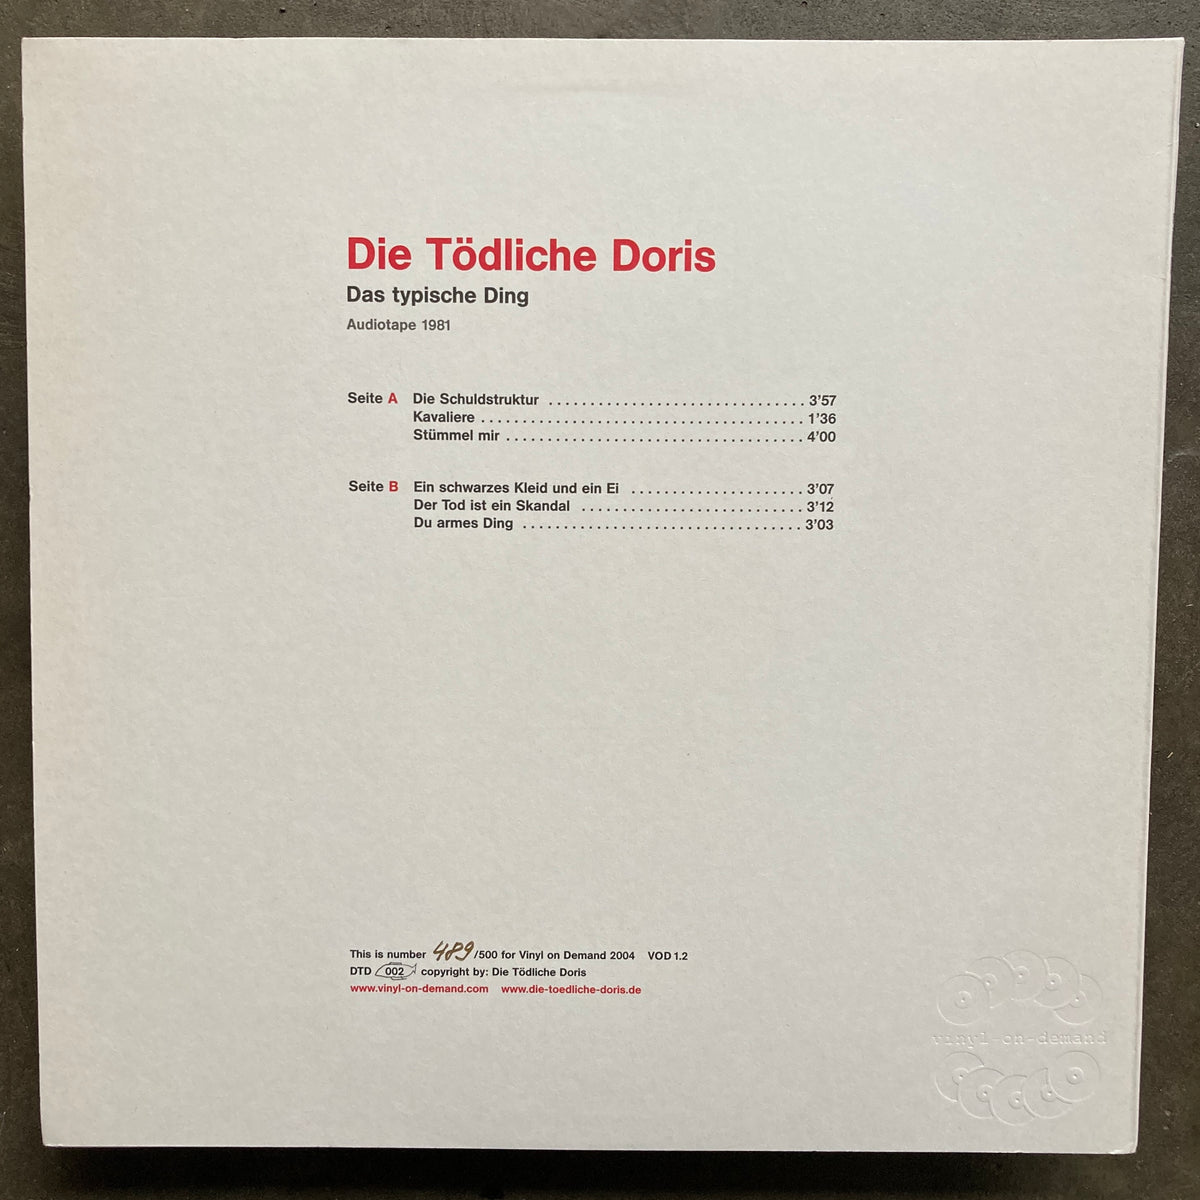 Die Tödliche Doris
Das typische Ding
Audiotape 1981
Seite A Die Schuldstruktur .............................. 3’57
Kavaliere ....................................... 1’36
Stümmel mir .................................... 4’00
Seite B Ein schwarzes Kleid und ein Ei ..................... 3’07
Der Tod ist ein Skandal ........................... 3’12
Du armes Ding .................................. 3’03
This is number 489/500 for Vinyl on Demand 2004 VOD 1.2
DTD 002 copyright by: Die Tödliche Doris
www.vinyl-on-demand.com www.die-toedliche-doris.de
vinyl-on-demand